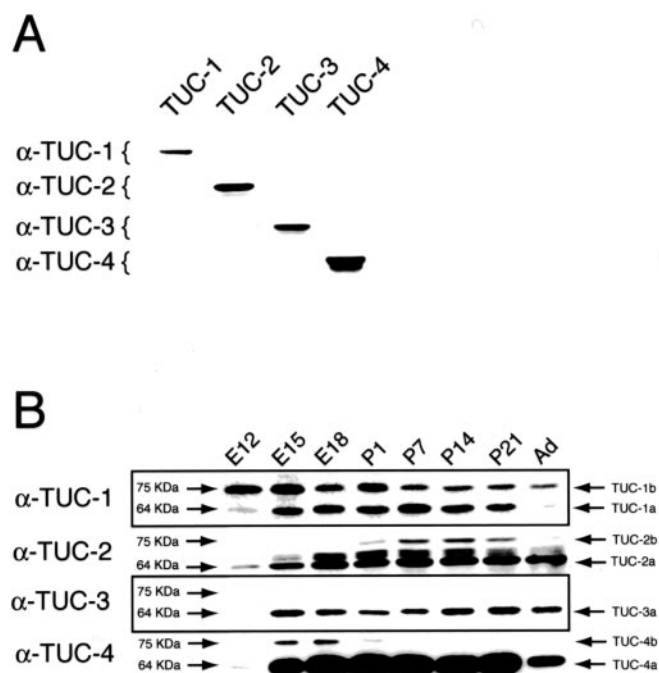 A
TUC-1 TUC-2 TUC-3 TUC-4
α-TUC-1 {
α-TUC-2 {
α-TUC-3 {
α-TUC-4 {
B
E12 E15 E18 P1 P7 P14 P21 Ad
α-TUC-1
75 KDa TUC-1b
64 KDa TUC-1a
α-TUC-2
75 KDa TUC-2b
64 KDa TUC-2a
α-TUC-3
75 KDa
64 KDa TUC-3a
α-TUC-4
75 KDa TUC-4b
64 KDa TUC-4a